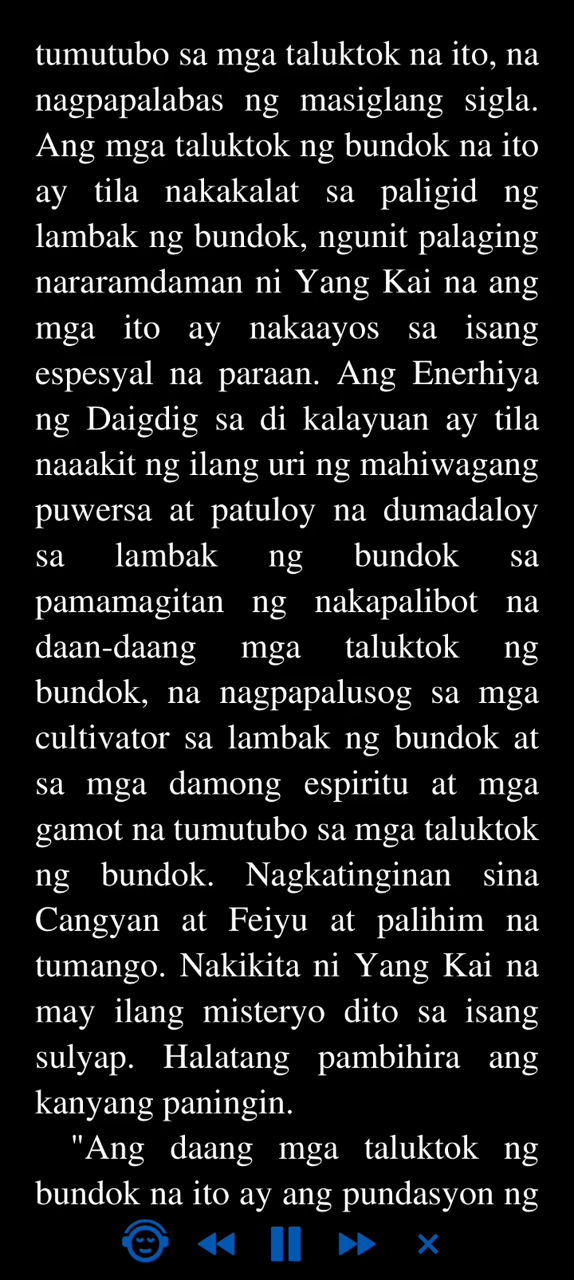 tumutubo sa mga taluktok na ito, na
nagpapalabas ng masiglang sigla.
Ang mga taluktok ng bundok na ito
ay tila nakakalat sa paligid ng
lambak ng bundok, ngunit palaging
nararamdaman ni Yang Kai na ang
mga ito ay nakaayos sa isang
espesyal na paraan. Ang Enerhiya
ng Daigdig sa di kalayuan ay tila
naaakit ng ilang uri ng mahiwagang
puwersa at patuloy na dumadaloy
sa lambak ng bundok sa
pamamagitan ng nakapalibot na
daan-daang mga taluktok ng
bundok, na nagpapalusog sa mga
cultivator sa lambak ng bundok at
sa mga damong espiritu at mga
gamot na tumutubo sa mga taluktok
ng bundok. Nagkatinginan sina
Cangyan at Feiyu at palihim na
tumango. Nakikita ni Yang Kai na
may ilang misteryo dito sa isang
sulyap. Halatang pambihira ang
kanyang paningin.
"Ang daang mga taluktok ng
bundok na ito ay ang pundasyon ng